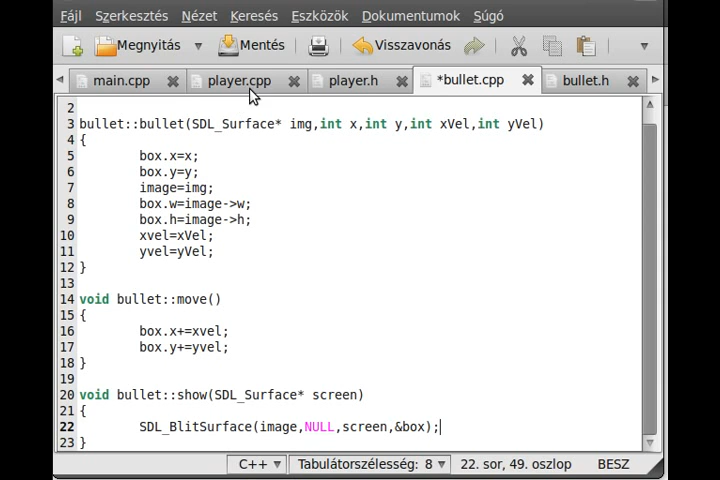 Fájl Szerkesztés Nézet Keresés Eszközök Dokumentumok Súgó
Megnyitás Mentés Visszavonás
main.cpp player.cpp player.h *bullet.cpp bullet.h
2
3 bullet::bullet(SDL_Surface* img,int x,int y,int xVel,int yVel)
4 {
5 box.x=x;
6 box.y=y;
7 image=img;
8 box.w=image->w;
9 box.h=image->h;
10 xvel=xVel;
11 yvel=yVel;
12 }
13
14 void bullet::move()
15 {
16 box.x+=xvel;
17 box.y+=yvel;
18 }
19
20 void bullet::show(SDL_Surface* screen)
21 {
22 SDL_BlitSurface(image,NULL,screen,&box);
23 }
C++ Tabulátorszélesség: 8 22. sor, 49. oszlop BESZ